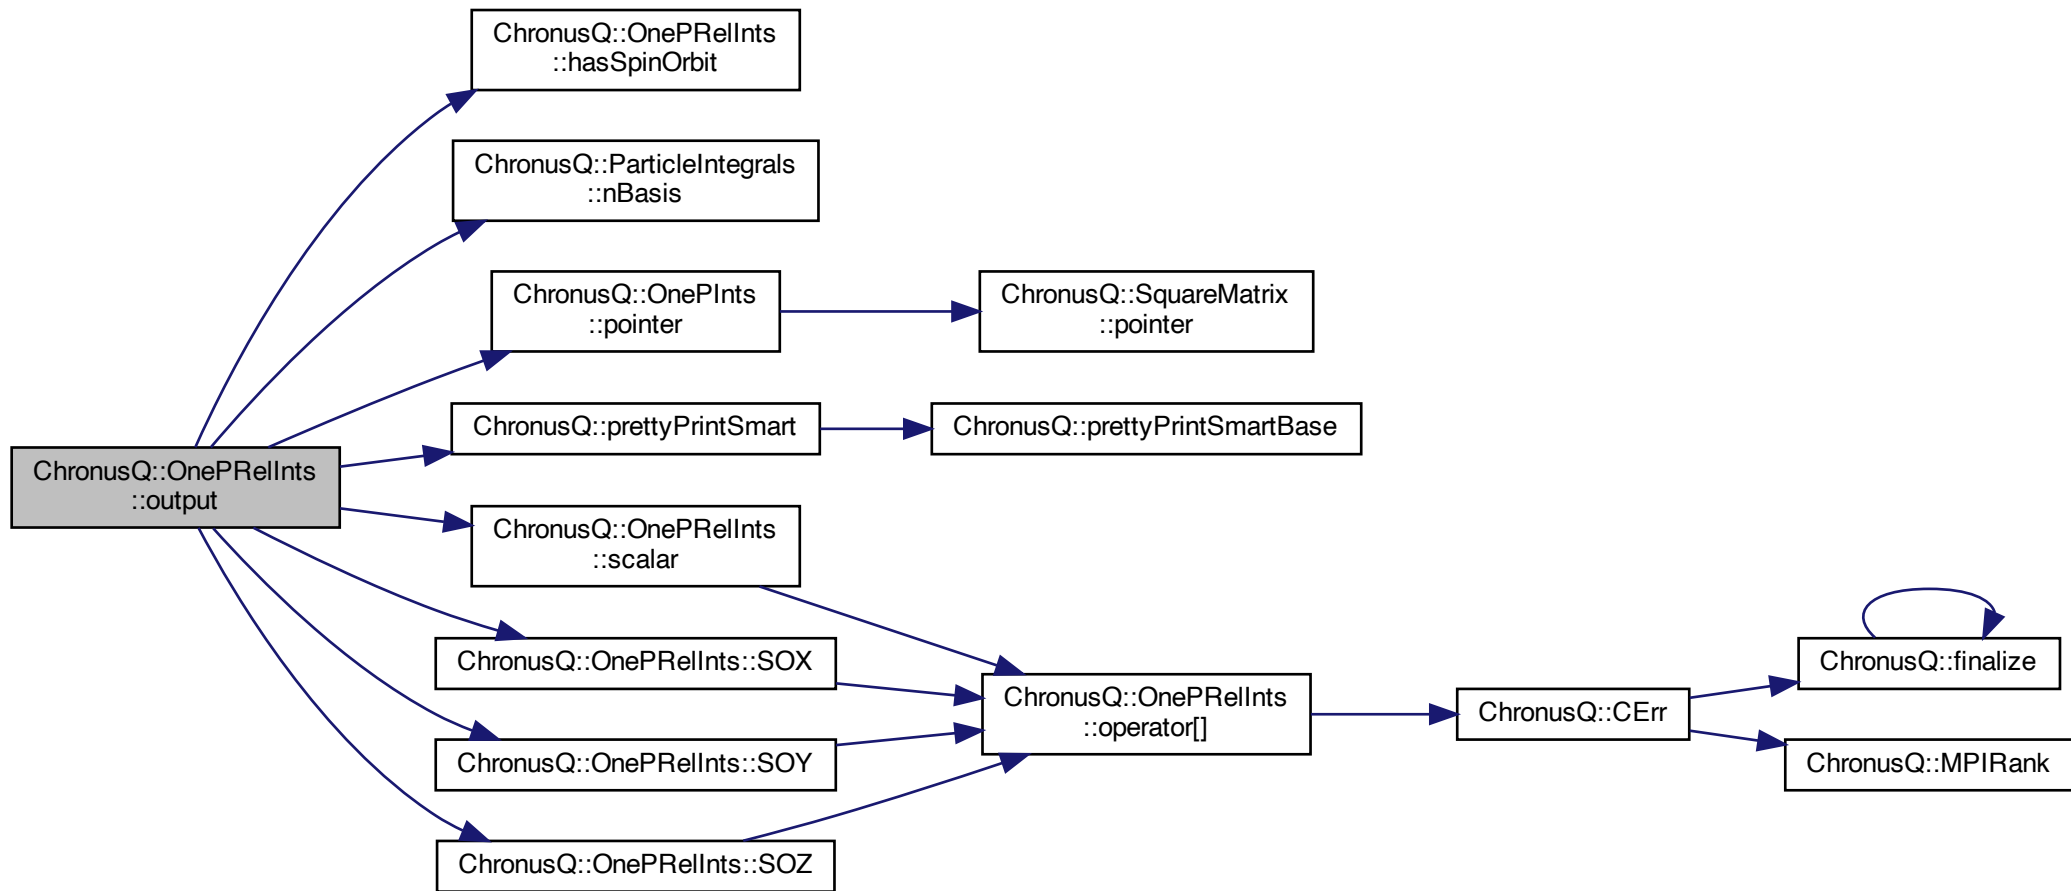 ChronusQ::OnePRelInts
::hasSpinOrbit
ChronusQ::ParticleIntegrals
::nBasis
ChronusQ::OnePInts
::pointer
ChronusQ::SquareMatrix
::pointer
ChronusQ::prettyPrintSmart
ChronusQ::prettyPrintSmartBase
ChronusQ::OnePRelInts
::output
ChronusQ::OnePRelInts
::scalar
ChronusQ::OnePRelInts::SOX
ChronusQ::OnePRelInts::SOY
ChronusQ::OnePRelInts::SOZ
ChronusQ::OnePRelInts
::operator[]
ChronusQ::CErr
ChronusQ::finalize
ChronusQ::MPIRank